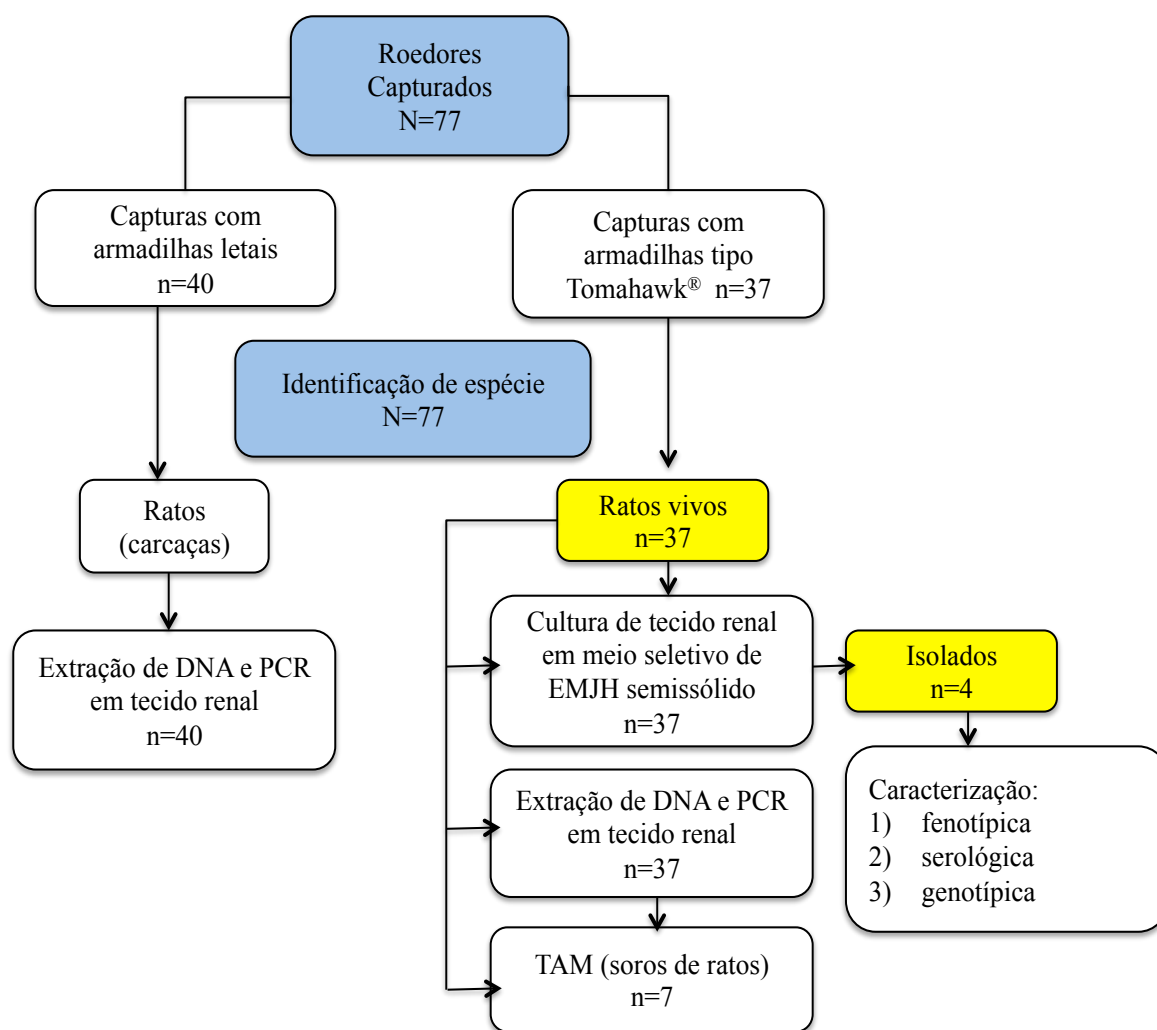 Roedores
Capturados
N=77
Capturas com
armadilhas letais
n=40
Capturas com
armadilhas tipo
Tomahawk® n=37
Identificação de espécie
N=77
Ratos
(carcaças)
Ratos vivos
n=37
Extração de DNA e PCR
em tecido renal
n=40
Cultura de tecido renal
em meio seletivo de
EMJH semissólido
n=37
Isolados
n=4
Extração de DNA e PCR
em tecido renal
n=37
Caracterização:
1) fenotípica
2) serológica
3) genotípica
TAM (soros de ratos)
n=7